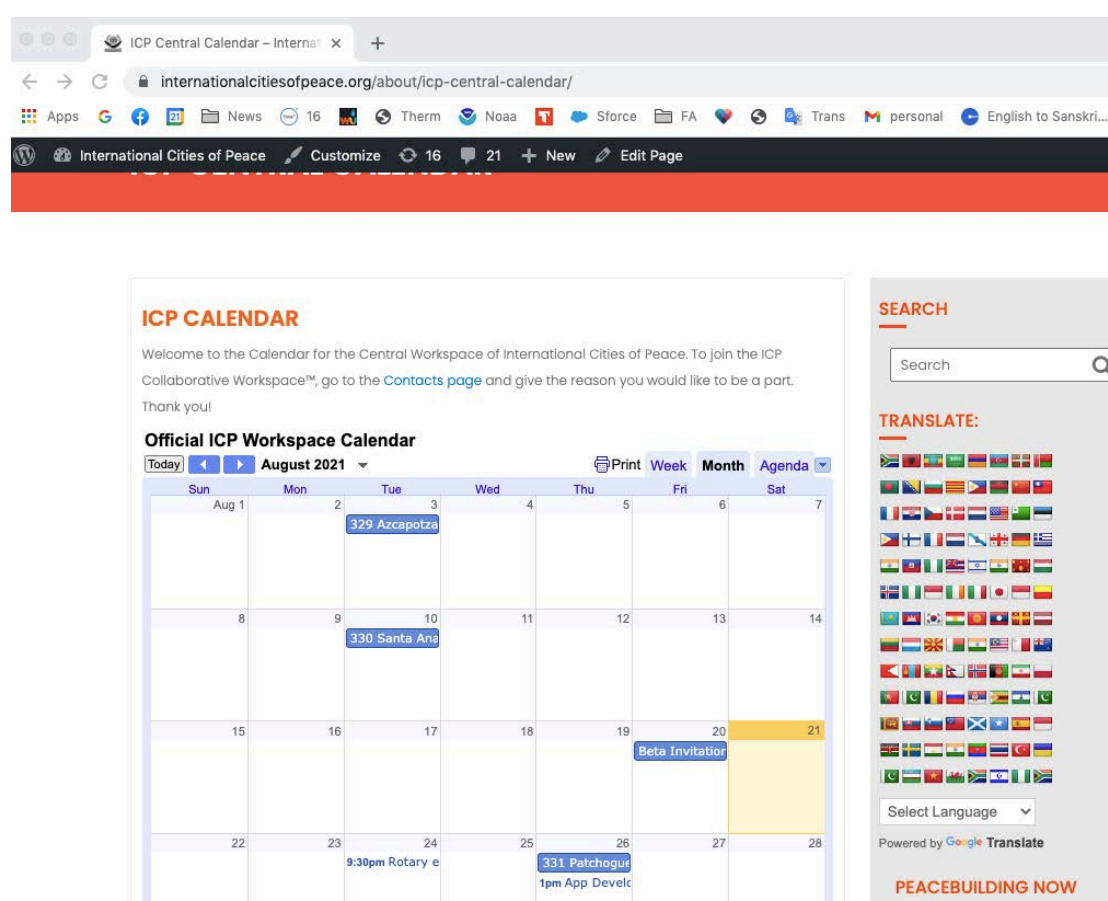 ICP Central Calendar – Internat
internationalcitiesofpeace.org/about/icp-central-calendar/
Apps News 16 Therm Noaa Sforce FA Trans personal English to Sanskri...
International Cities of Peace Customize 16 21 New Edit Page
ICP CENTRAL CALENDAR
ICP CALENDAR
Welcome to the Calendar for the Central Workspace of International Cities of Peace. To join the ICP
Collaborative Workspace™, go to the Contacts page and give the reason you would like to be a part.
Thank you!
Official ICP Workspace Calendar
Today August 2021 Print Week Month Agenda
Sun Mon Tue Wed Thu Fri Sat
Aug 1 2 3 4 5 6 7
329 Azcapotza
8 9 10 11 12 13 14
330 Santa Ana
15 16 17 18 19 20 21
Beta Invitation
22 23 24 25 26 27 28
9:30pm Rotary e 331 Patchogue
1pm App Develo
SEARCH
Search
TRANSLATE:
Select Language
Powered by Google Translate
PEACEBUILDING NOW